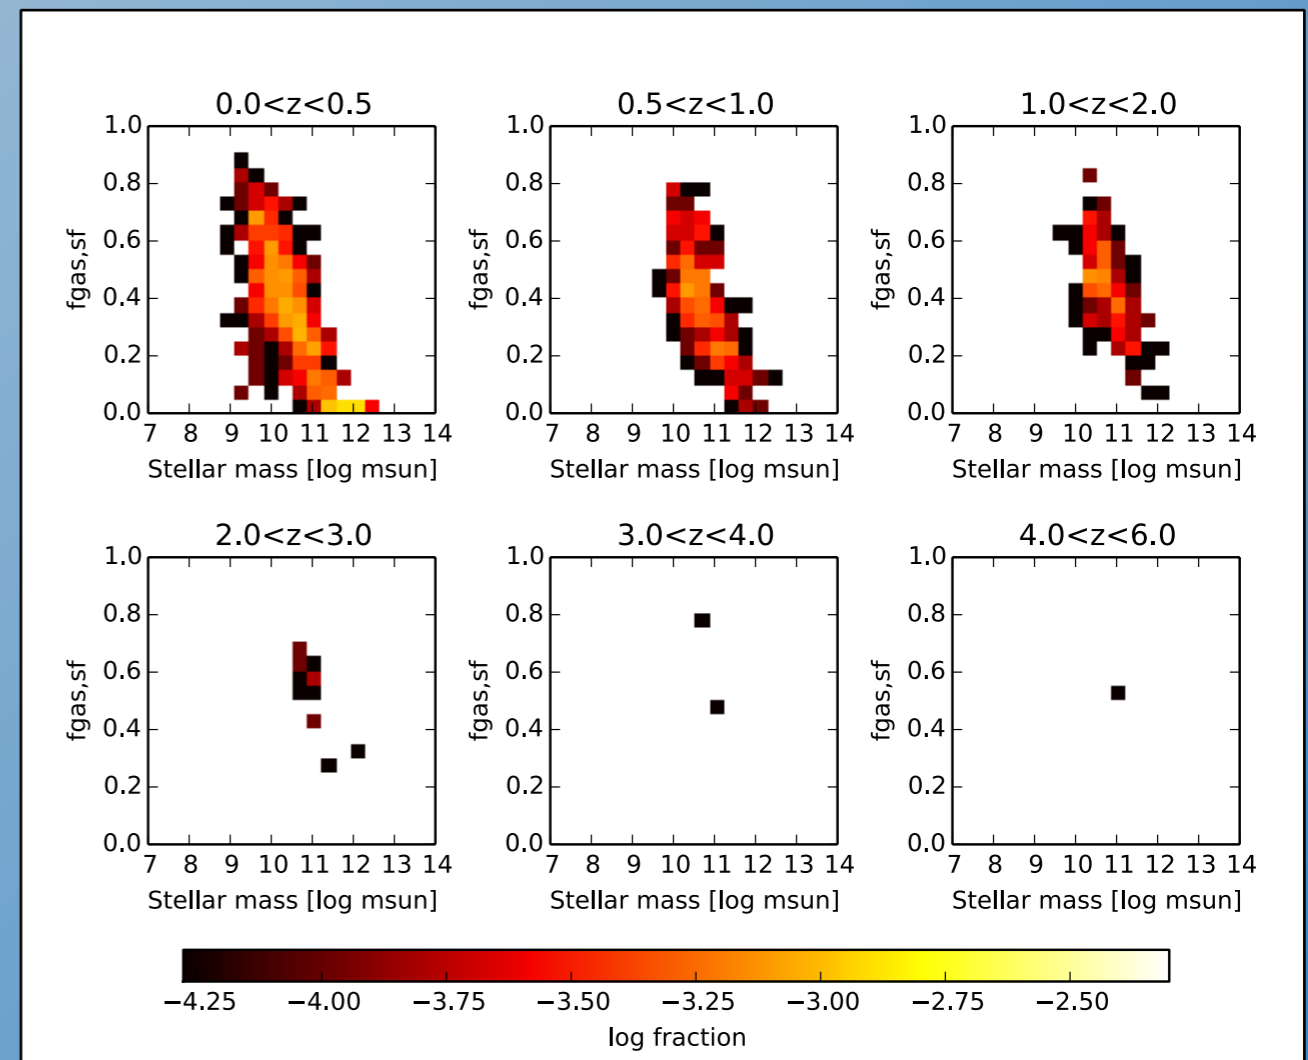 0.0<z<0.5 0.5<z<1.0 1.0<z<2.0
1.0 1.0 1.0
0.8 0.8 0.8
0.6 0.6 0.6
fgas,sf fgas,sf fgas,sf
0.4 0.4 0.4
0.2 0.2 0.2
0.0 0.0 0.0
7 8 9 10 11 12 13 14 7 8 9 10 11 12 13 14 7 8 9 10 11 12 13 14
Stellar mass [log msun] Stellar mass [log msun] Stellar mass [log msun]
2.0<z<3.0 3.0<z<4.0 4.0<z<6.0
1.0 1.0 1.0
0.8 0.8 0.8
0.6 0.6 0.6
fgas,sf fgas,sf fgas,sf
0.4 0.4 0.4
0.2 0.2 0.2
0.0 0.0 0.0
7 8 9 10 11 12 13 14 7 8 9 10 11 12 13 14 7 8 9 10 11 12 13 14
Stellar mass [log msun] Stellar mass [log msun] Stellar mass [log msun]
−4.25 −4.00 −3.75 −3.50 −3.25 −3.00 −2.75 −2.50
log fraction